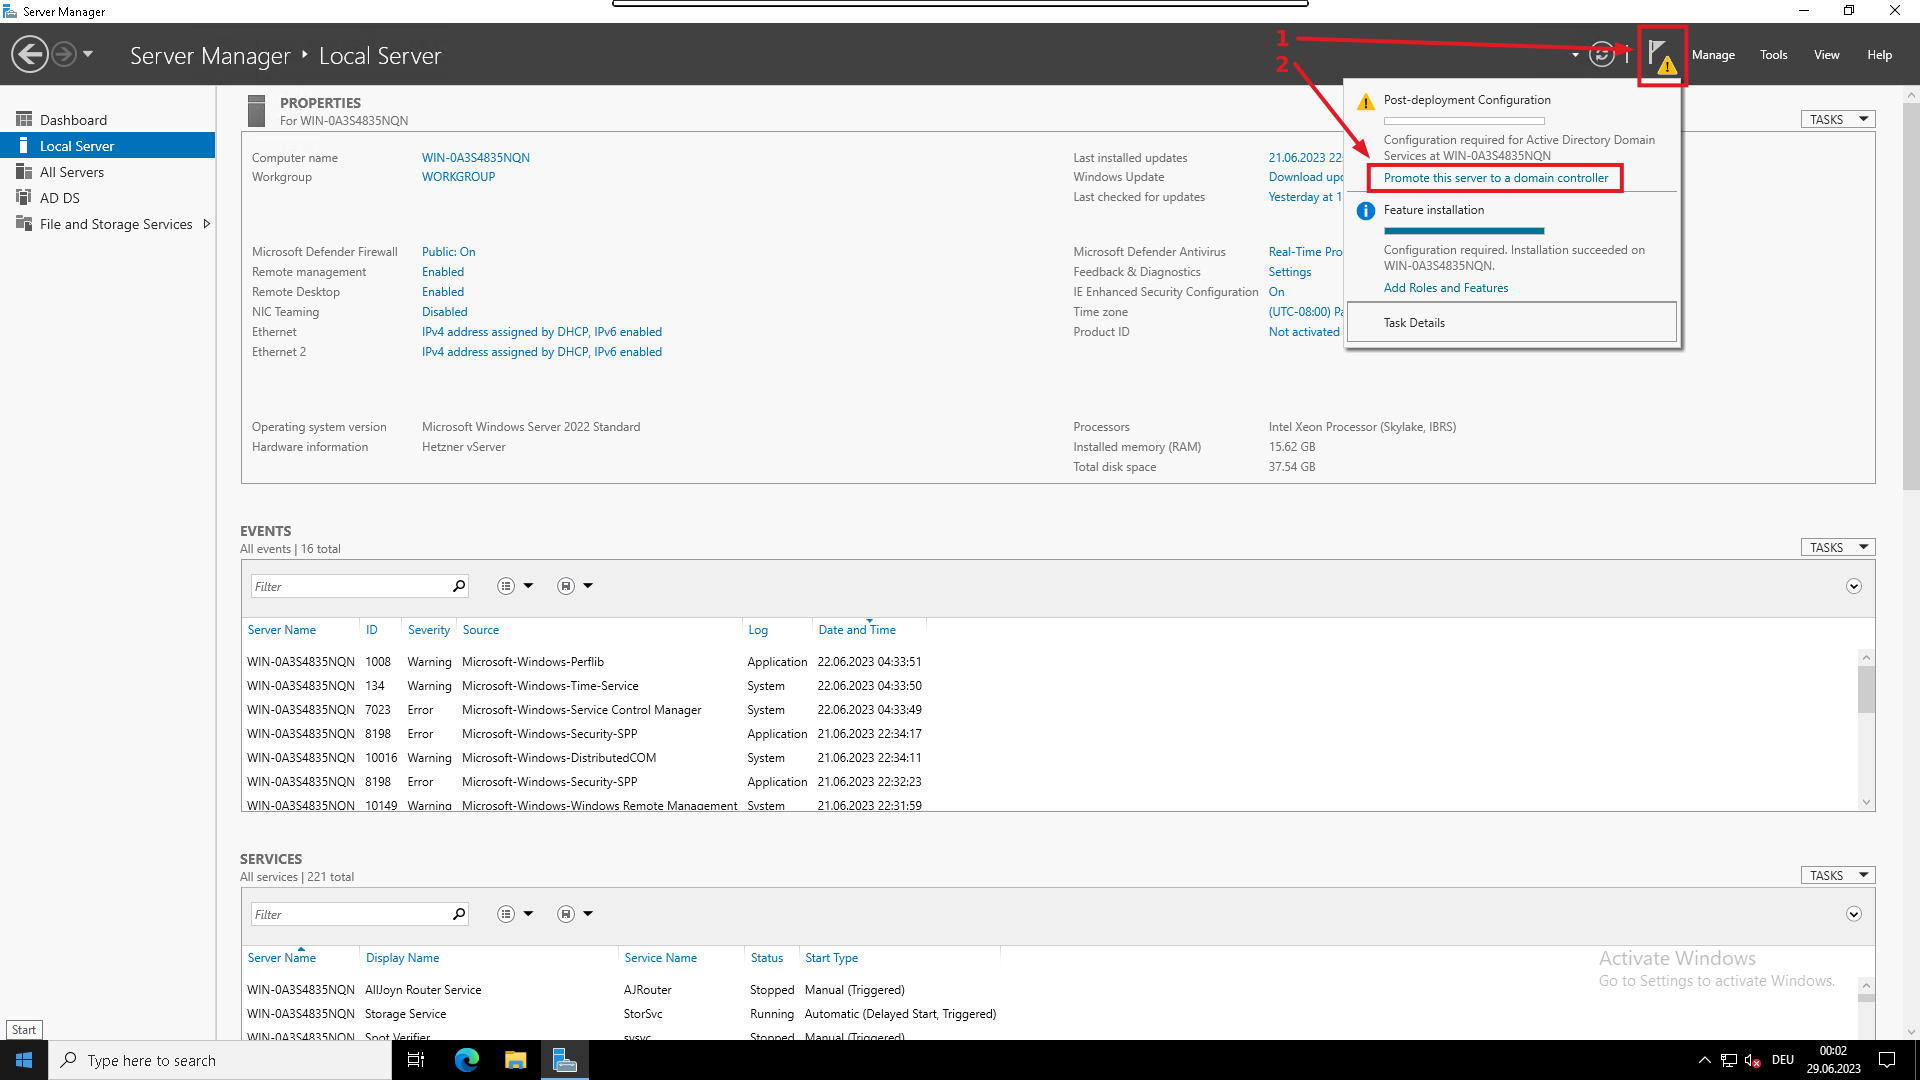 Server Manager
Server Manager ‣ Local Server
1
2
Manage Tools View Help
Dashboard
Local Server
All Servers
AD DS
File and Storage Services
PROPERTIES
For WIN-0A3S4835NQN
TASKS
Computer name WIN-0A3S4835NQN
Workgroup WORKGROUP
Last installed updates 21.06.2023 22:
Windows Update Download upd
Last checked for updates Yesterday at 1
Microsoft Defender Firewall Public: On
Remote management Enabled
Remote Desktop Enabled
NIC Teaming Disabled
Ethernet IPv4 address assigned by DHCP, IPv6 enabled
Ethernet 2 IPv4 address assigned by DHCP, IPv6 enabled
Microsoft Defender Antivirus Real-Time Pro
Feedback & Diagnostics Settings
IE Enhanced Security Configuration On
Time zone (UTC-08:00) Pa
Product ID Not activated
Operating system version Microsoft Windows Server 2022 Standard
Hardware information Hetzner vServer
Processors Intel Xeon Processor (Skylake, IBRS)
Installed memory (RAM) 15.62 GB
Total disk space 37.54 GB
Post-deployment Configuration
Configuration required for Active Directory Domain
Services at WIN-0A3S4835NQN
Promote this server to a domain controller
Feature installation
Configuration required. Installation succeeded on
WIN-0A3S4835NQN.
Add Roles and Features
Task Details
EVENTS
All events | 16 total
TASKS
Filter
Server Name ID Severity Source Log Date and Time
WIN-0A3S4835NQN 1008 Warning Microsoft-Windows-Perflib Application 22.06.2023 04:33:51
WIN-0A3S4835NQN 134 Warning Microsoft-Windows-Time-Service System 22.06.2023 04:33:50
WIN-0A3S4835NQN 7023 Error Microsoft-Windows-Service Control Manager System 22.06.2023 04:33:49
WIN-0A3S4835NQN 8198 Error Microsoft-Windows-Security-SPP Application 21.06.2023 22:34:17
WIN-0A3S4835NQN 10016 Warning Microsoft-Windows-DistributedCOM System 21.06.2023 22:34:11
WIN-0A3S4835NQN 8198 Error Microsoft-Windows-Security-SPP Application 21.06.2023 22:32:23
WIN-0A3S4835NQN 10149 Warning Microsoft-Windows-Windows Remote Management System 21.06.2023 22:31:59
SERVICES
All services | 221 total
TASKS
Filter
Server Name Display Name Service Name Status Start Type
WIN-0A3S4835NQN AllJoyn Router Service AJRouter Stopped Manual (Triggered)
WIN-0A3S4835NQN Storage Service StorSvc Running Automatic (Delayed Start, Triggered)
WIN-0A3S4835NQN Spot Verifier svsvc Stopped Manual (Triggered)
Activate Windows
Go to Settings to activate Windows.
Start
Type here to search
DEU
00:02
29.06.2023